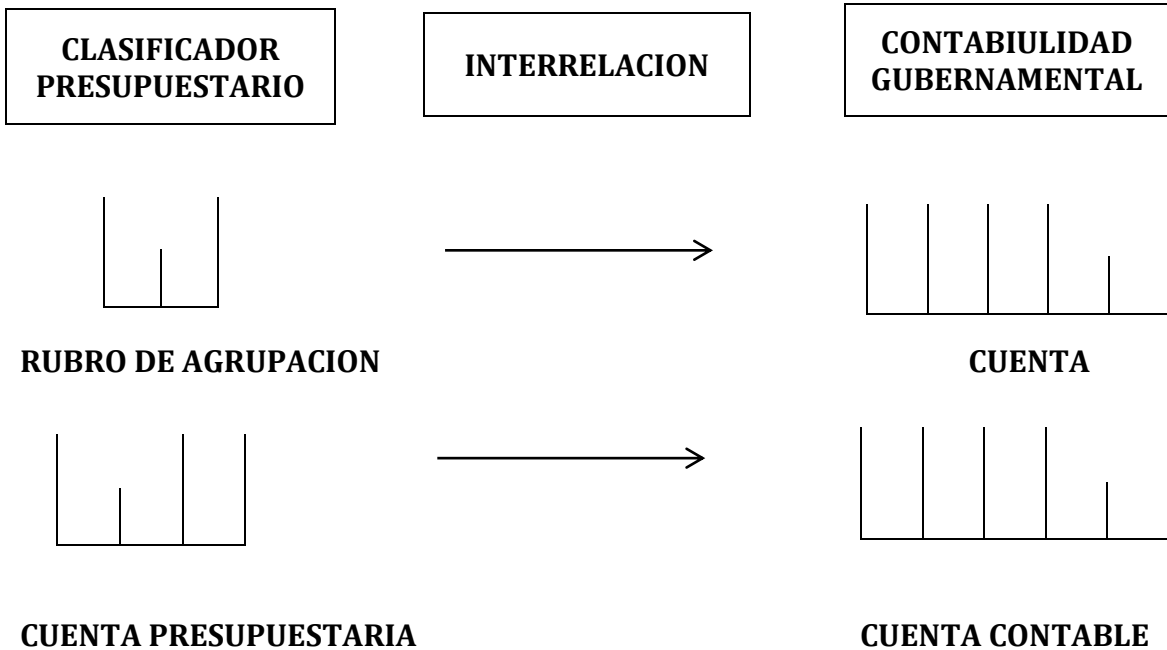 CLASIFICADOR
PRESUPUESTARIO
INTERRELACION
CONTABIULIDAD
GUBERNAMENTAL
RUBRO DE AGRUPACION
CUENTA
CUENTA PRESUPUESTARIA
CUENTA CONTABLE